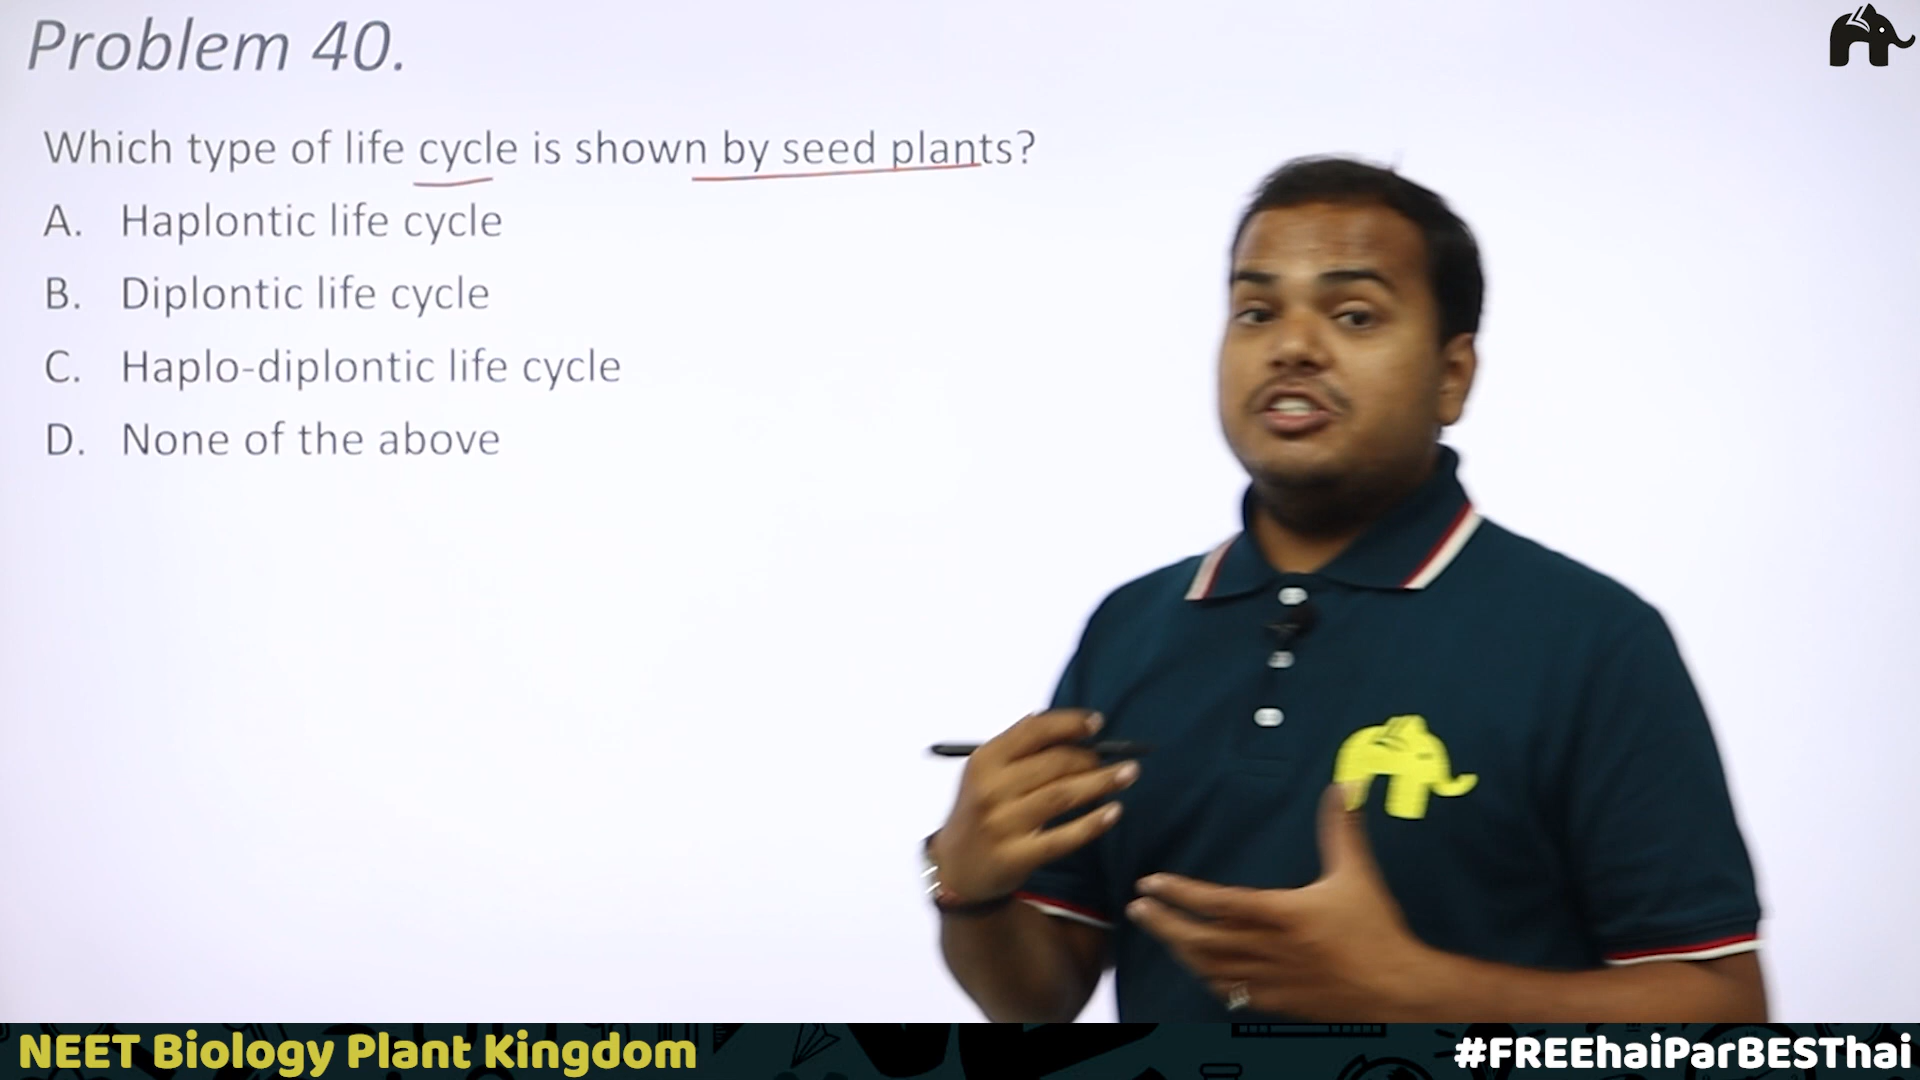 Problem 40.
Which type of life cycle is shown by seed plants?
A. Haplontic life cycle
B. Diplontic life cycle
C. Haplo-diplontic life cycle
D. None of the above
NEET Biology Plant Kingdom
#FREEhaiParBESThai